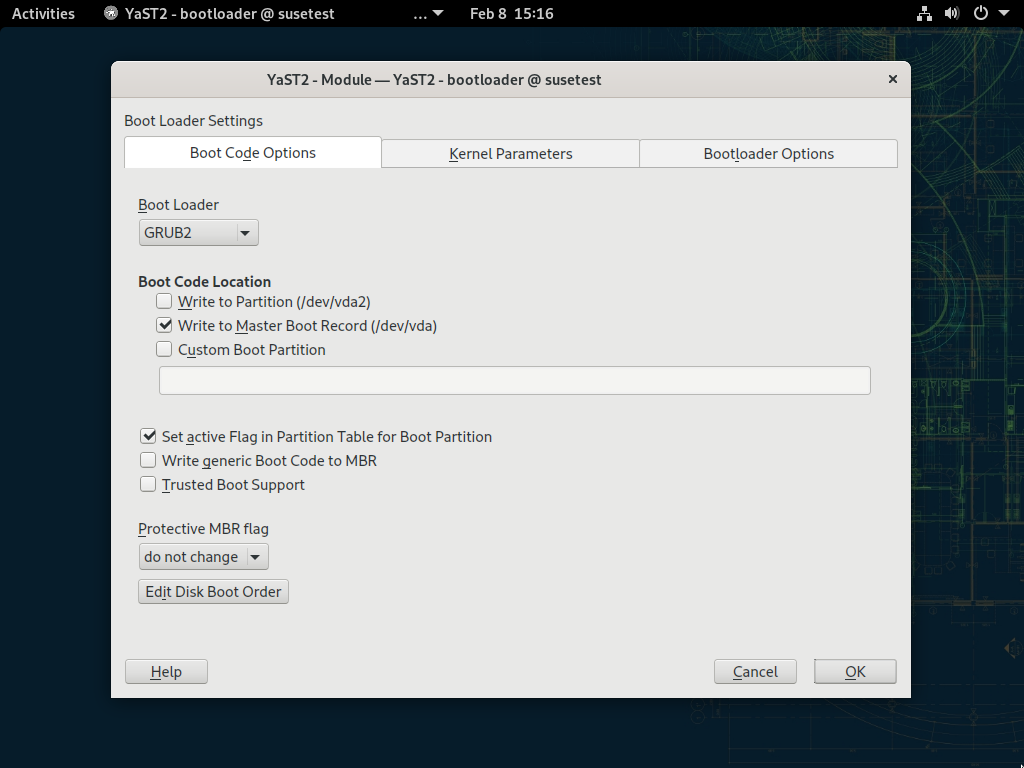 Activities YaST2 - bootloader @ susetest ... Feb 8 15:16
YaST2 - Module — YaST2 - bootloader @ susetest
Boot Loader Settings
Boot Code Options Kernel Parameters Bootloader Options
Boot Loader
GRUB2
Boot Code Location
Write to Partition (/dev/vda2)
Write to Master Boot Record (/dev/vda)
Custom Boot Partition
Set active Flag in Partition Table for Boot Partition
Write generic Boot Code to MBR
Trusted Boot Support
Protective MBR flag
do not change
Edit Disk Boot Order
Help Cancel OK